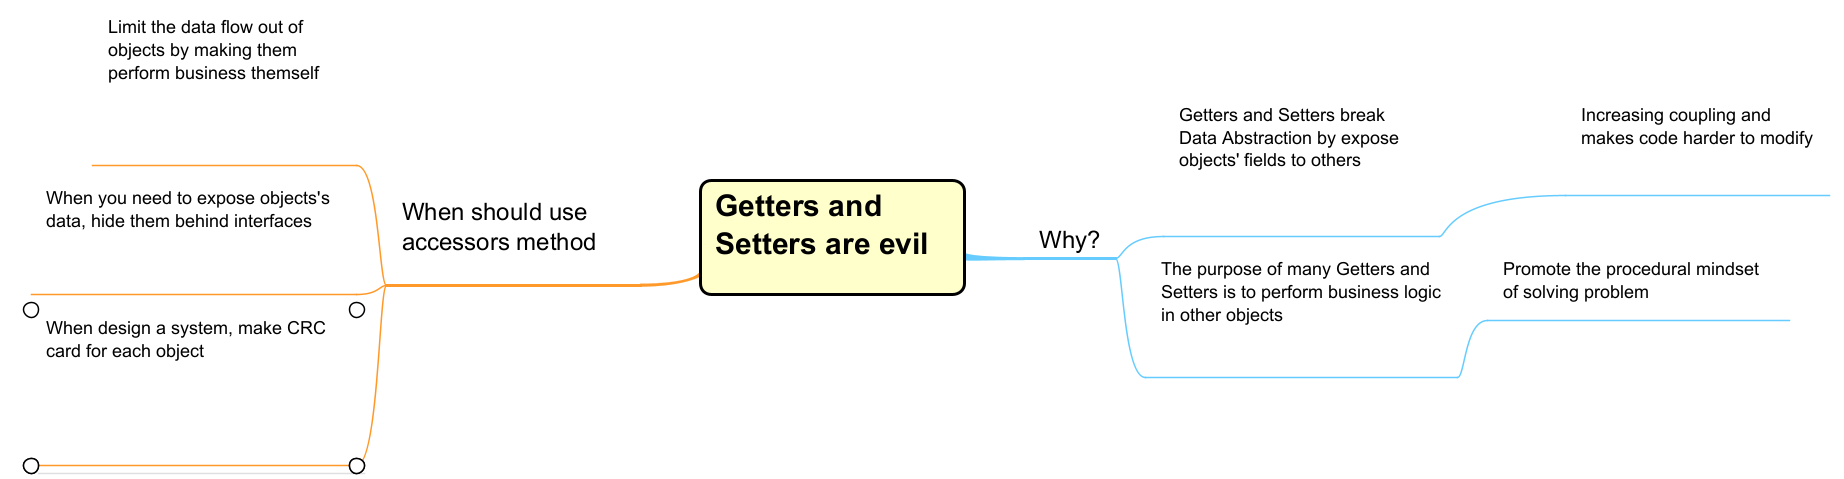 Limit the data flow out of
objects by making them
perform business themself
When you need to expose objects's
data, hide them behind interfaces
When design a system, make CRC
card for each object
When should use
accessors method
Getters and
Setters are evil
Why?
Getters and Setters break
Data Abstraction by expose
objects' fields to others
Increasing coupling and
makes code harder to modify
The purpose of many Getters and
Setters is to perform business logic
in other objects
Promote the procedural mindset
of solving problem